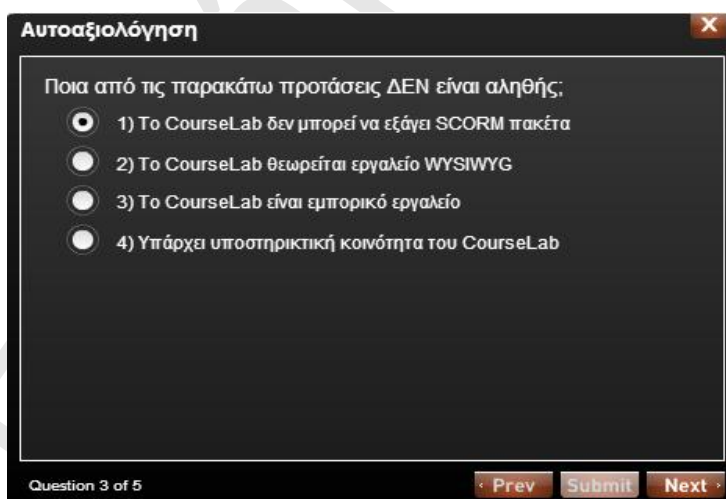 Αυτοαξιολόγηση
X
Ποια από τις παρακάτω προτάσεις ΔΕΝ είναι αληθής;
1) Το CourseLab δεν μπορεί να εξάγει SCORM πακέτα
2) Το CourseLab θεωρείται εργαλείο WYSIWYG
3) Το CourseLab είναι εμπορικό εργαλείο
4) Υπάρχει υποστηρικτική κοινότητα του CourseLab
Question 3 of 5 Prev Submit Next